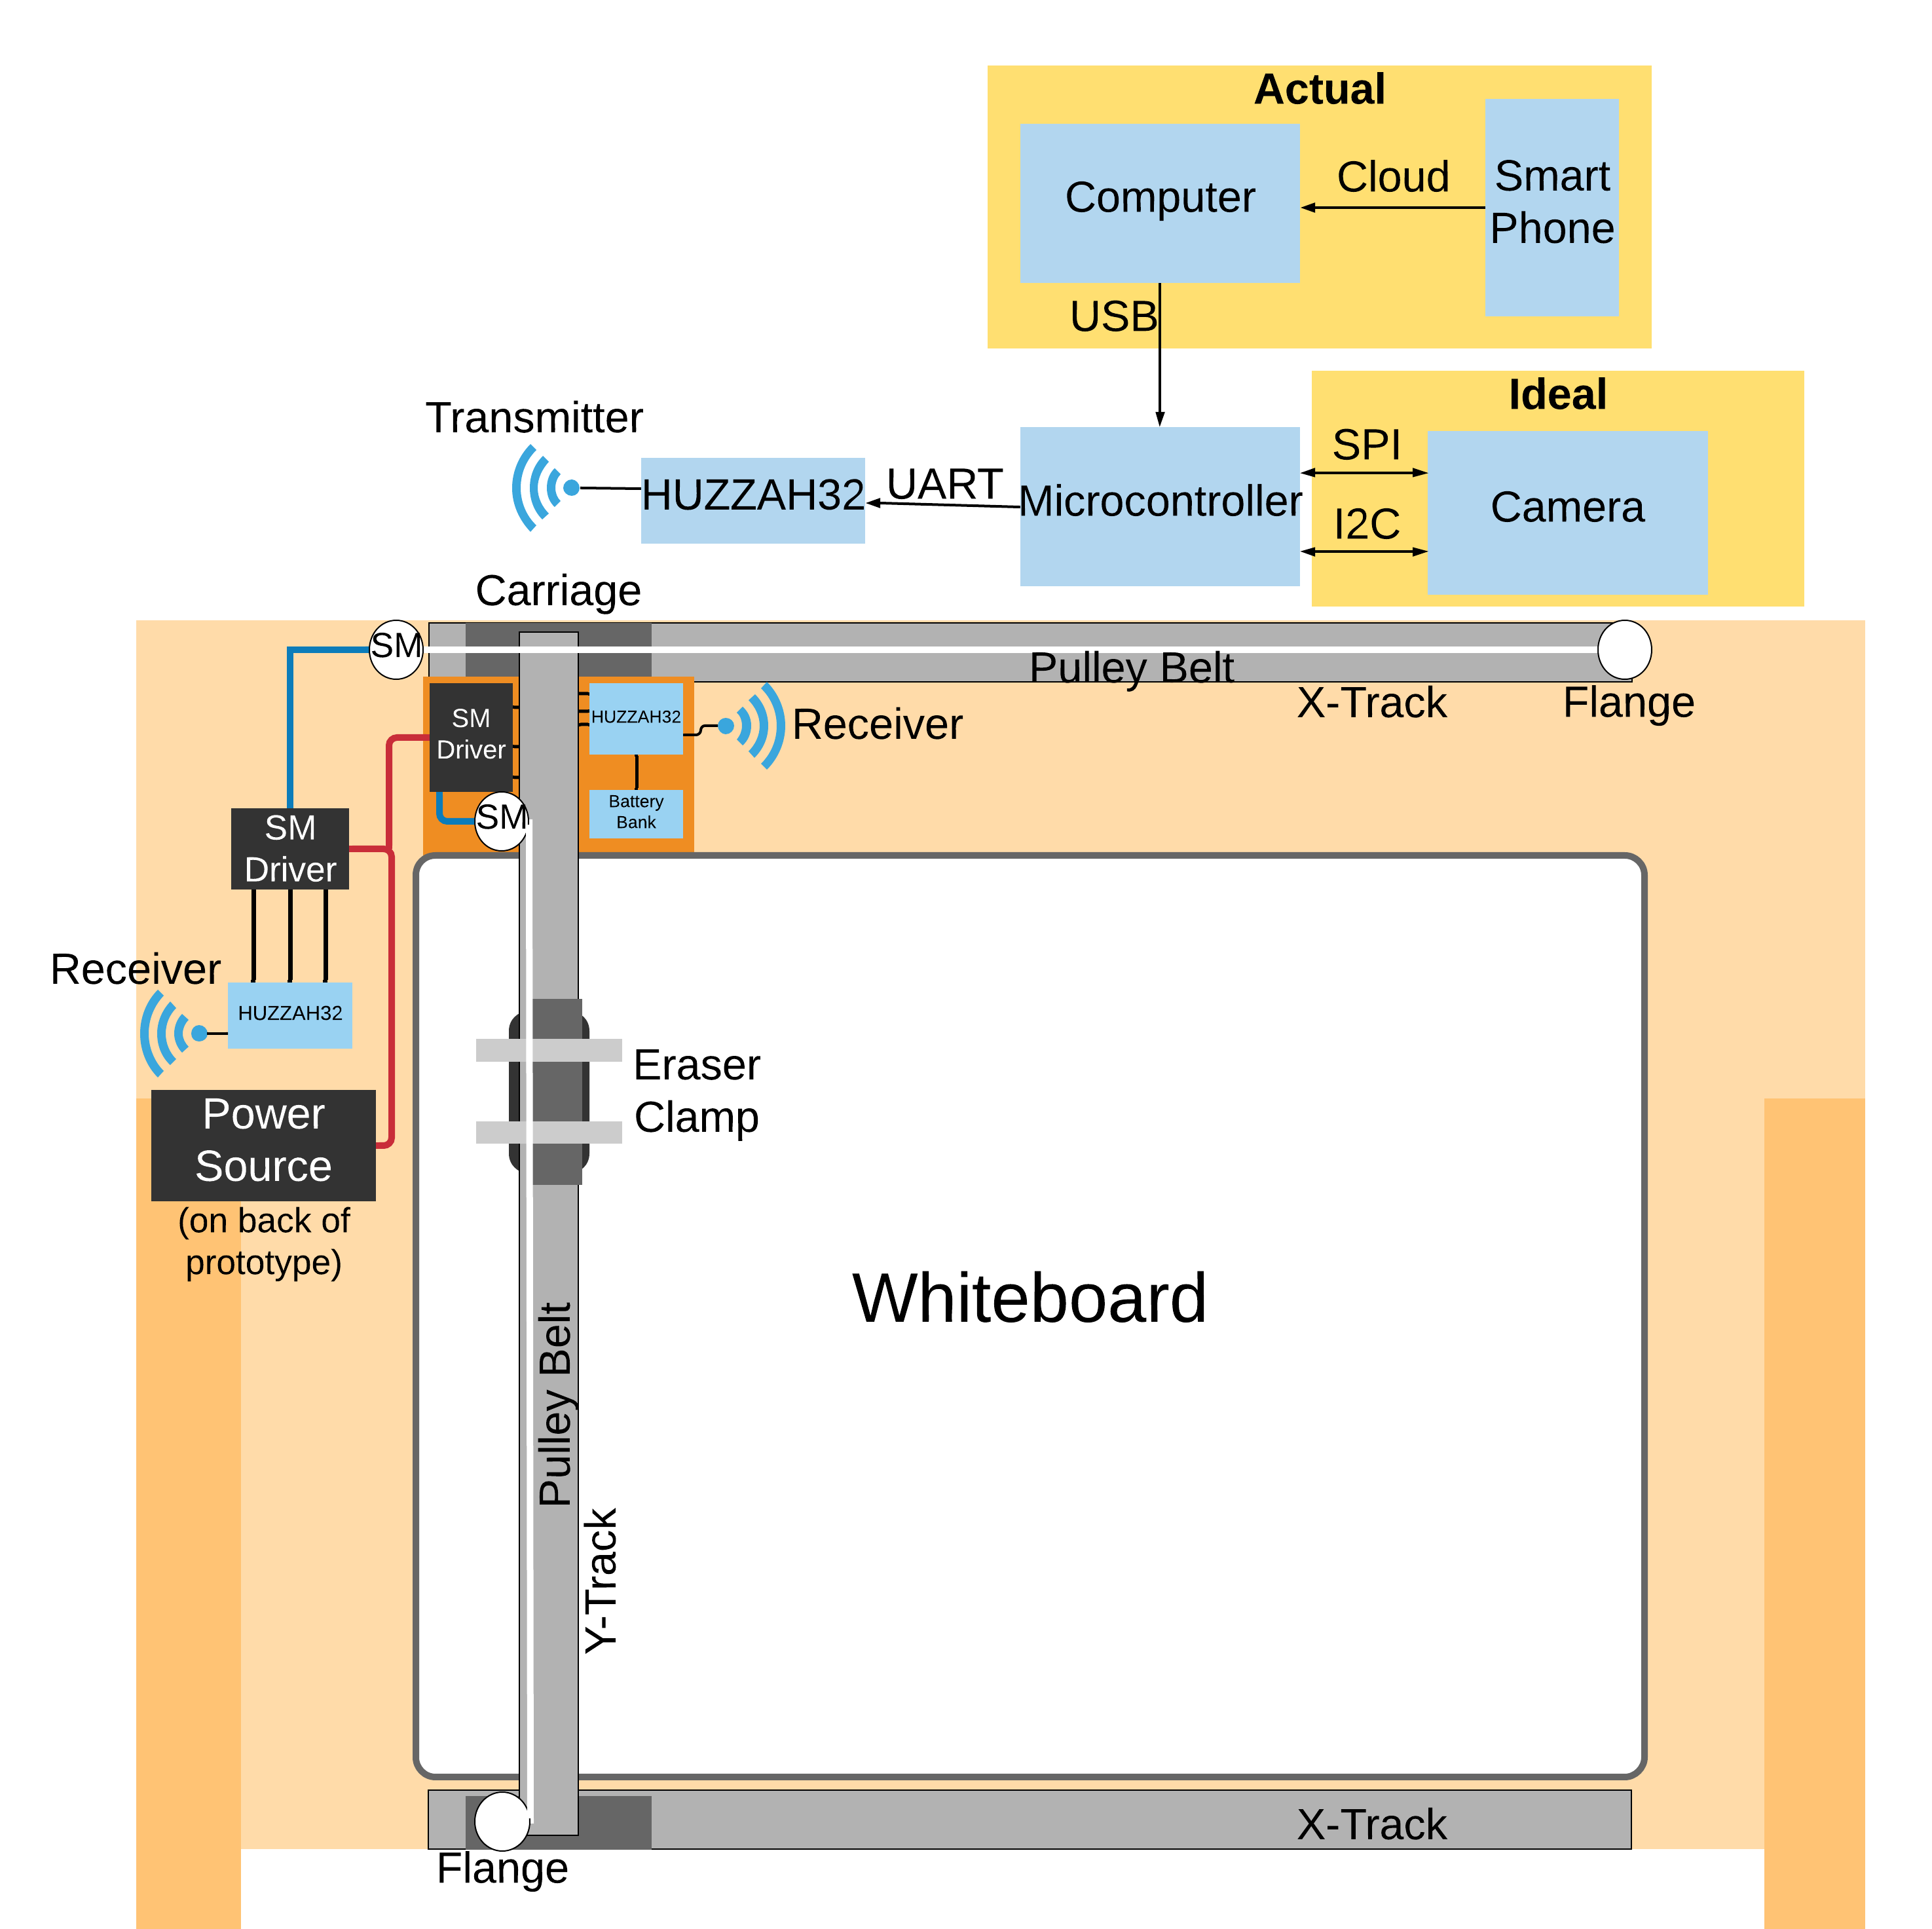 Actual
Computer
Cloud
Smart
Phone
USB
Ideal
Transmitter
HUZZAH32
UART
Microcontroller
SPI
I2C
Camera
Carriage
SM
Pulley Belt
X-Track
Flange
SM
Driver
HUZZAH32
Receiver
Battery
Bank
SM
SM
Driver
Receiver
HUZZAH32
Power
Source
(on back of
prototype)
Eraser
Clamp
Whiteboard
Pulley Belt
Y-Track
X-Track
Flange